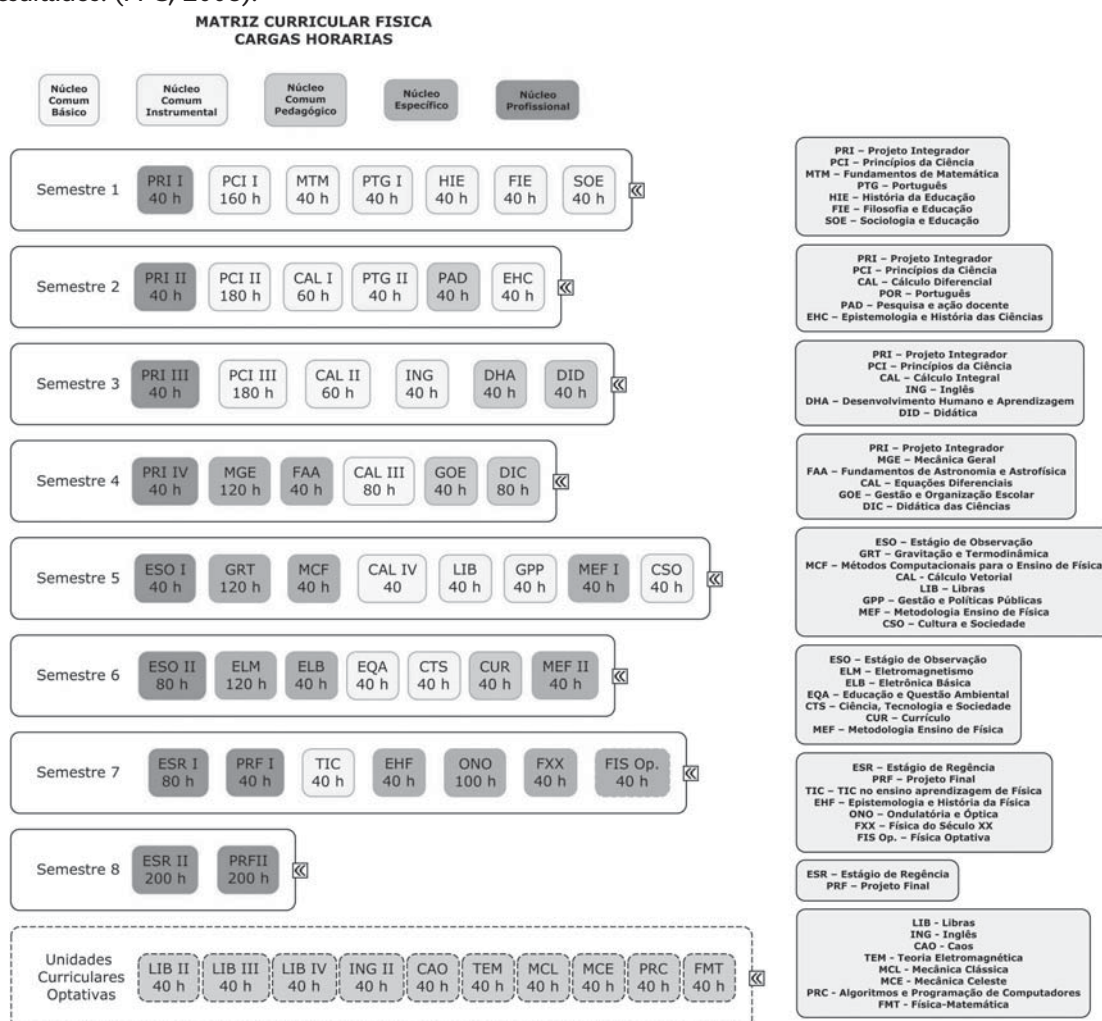 MATRIZ CURRICULAR FISICA
CARGAS HORARIAS
Núcleo
Comum
Básico
Núcleo
Comum
Instrumental
Núcleo
Comum
Pedagógico
Núcleo
Específico
Núcleo
Profissional
Semestre 1
PRI I
40 h
PCI I
160 h
MTM
40 h
PTG I
40 h
HIE
40 h
FIE
40 h
SOE
40 h
PRI – Projeto Integrador
PCI – Princípios da Ciência
MTM – Fundamentos de Matemática
PTG – Português
HIE – História da Educação
FIE – Filosofia e Educação
SOE – Sociologia e Educação
Semestre 2
PRI II
40 h
PCI II
180 h
CAL I
60 h
PTG II
40 h
PAD
40 h
EHC
40 h
PRI – Projeto Integrador
PCI – Princípios da Ciência
CAL – Cálculo Diferencial
POR – Português
PAD – Pesquisa e ação docente
EHC – Epistemologia e História das Ciências
Semestre 3
PRI III
40 h
PCI III
180 h
CAL II
60 h
ING
40 h
DHA
40 h
DID
40 h
PRI – Projeto Integrador
PCI – Princípios da Ciência
CAL – Cálculo Integral
ING – Inglês
DHA – Desenvolvimento Humano e Aprendizagem
DID – Didática
Semestre 4
PRI IV
40 h
MGE
120 h
FAA
40 h
CAL III
80 h
GOE
40 h
DIC
80 h
PRI – Projeto Integrador
MGE – Mecânica Geral
FAA – Fundamentos de Astronomia e Astrofísica
CAL – Equações Diferenciais
GOE – Gestão e Organização Escolar
DIC – Didática das Ciências
Semestre 5
ESO I
40 h
GRT
120 h
MCF
40 h
CAL IV
40
LIB
40 h
GPP
40 h
MEF I
40 h
CSO
40 h
ESO – Estágio de Observação
GRT – Gravitação e Termodinâmica
MCF – Métodos Computacionais para o Ensino de Física
CAL - Cálculo Vetorial
LIB – Libras
GPP – Gestão e Políticas Públicas
MEF – Metodologia Ensino de Física
CSO – Cultura e Sociedade
Semestre 6
ESO II
80 h
ELM
120 h
ELB
40 h
EQA
40 h
CTS
40 h
CUR
40 h
MEF II
40 h
ESO – Estágio de Observação
ELM – Eletromagnetismo
ELB – Eletrônica Básica
EQA – Educação e Questão Ambiental
CTS – Ciência, Tecnologia e Sociedade
CUR – Currículo
MEF – Metodologia Ensino de Física
Semestre 7
ESR I
80 h
PRF I
40 h
TIC
40 h
EHF
40 h
ONO
100 h
FXX
40 h
FIS Op.
40 h
ESR – Estágio de Regência
PRF – Projeto Final
TIC – TIC no ensino aprendizagem de Física
EHF – Epistemologia e História da Física
ONO – Ondulatória e Óptica
FXX – Física do Século XX
FIS Op. – Física Optativa
Semestre 8
ESR II
200 h
PRFII
200 h
ESR – Estágio de Regência
PRF – Projeto Final
Unidades
Curriculares
Optativas
LIB II
40 h
LIB III
40 h
LIB IV
40 h
ING II
40 h
CAO
40 h
TEM
40 h
MCL
40 h
MCE
40 h
PRC
40 h
FMT
40 h
LIB - Libras
ING - Inglês
CAO - Caos
TEM - Teoria Eletromagnética
MCL - Mecânica Clássica
MCE - Mecânica Celeste
PRC - Algoritmos e Programação de Computadores
FMT - Física-Matemática